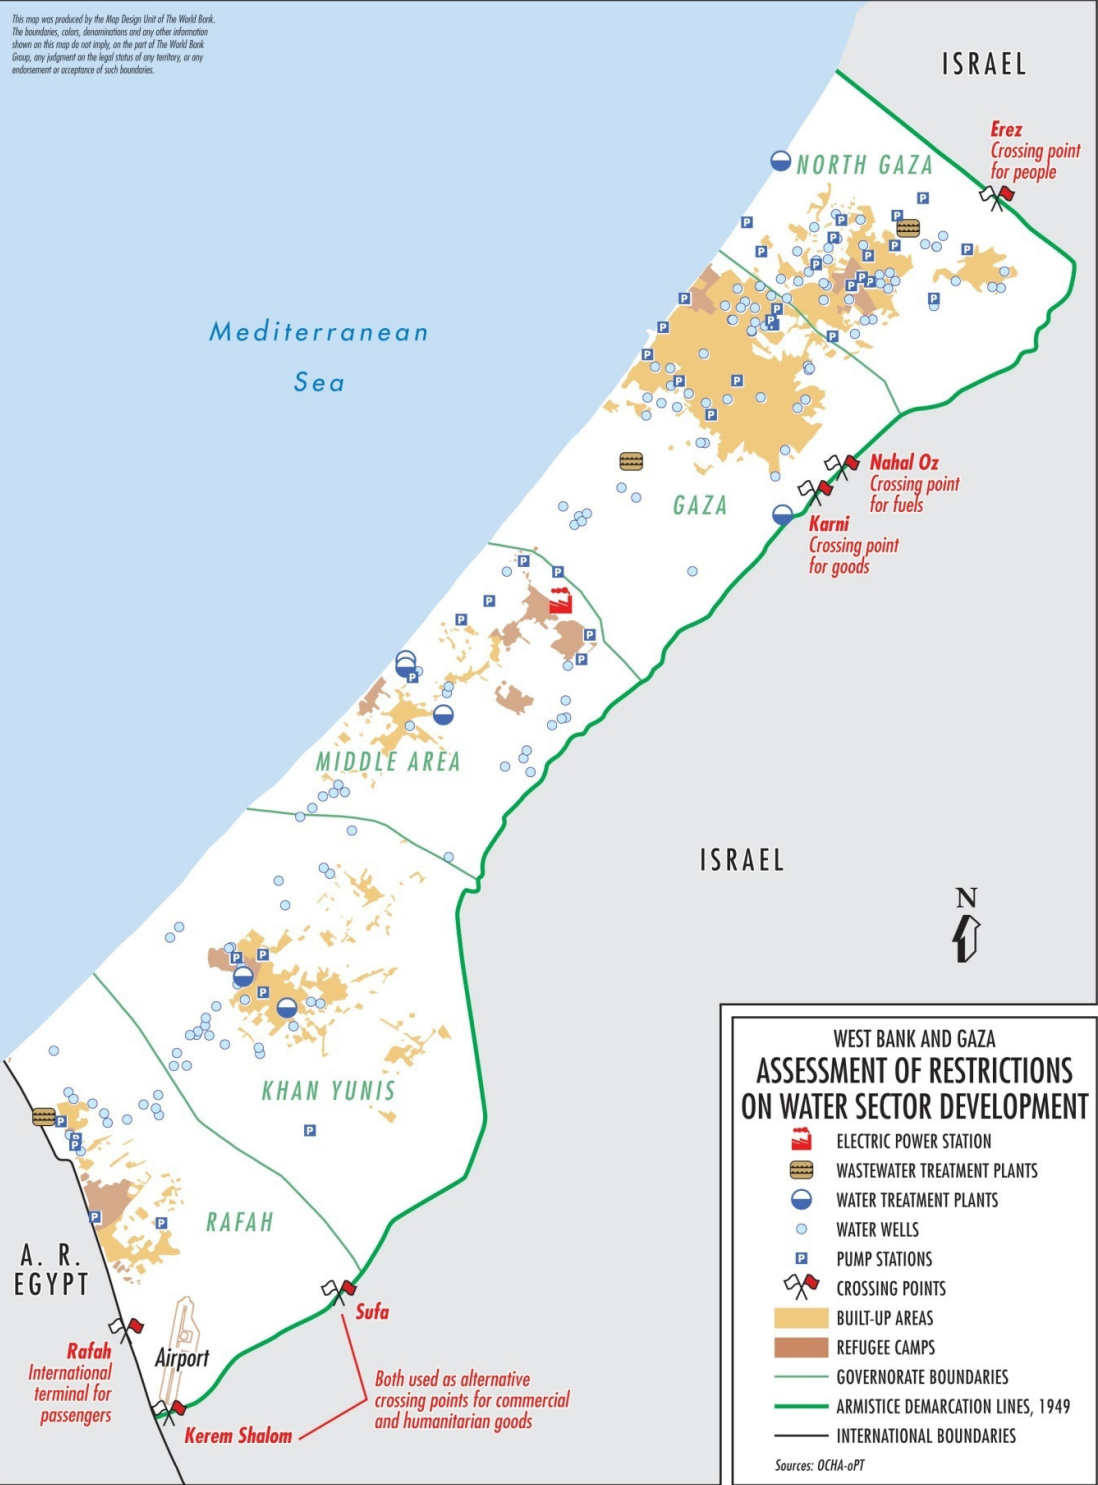 This map was produced by the Map Design Unit of The World Bank.
The boundaries, colors, denominations and any other information
shown on this map do not imply, on the part of The World Bank
Group, any judgment on the legal status of any territory, or any
endorsement or acceptance of such boundaries.
ISRAEL
Erez
Crossing point
for people
NORTH GAZA
Mediterranean
Sea
Nahal Oz
Crossing point
for fuels
GAZA
Karni
Crossing point
for goods
MIDDLE AREA
ISRAEL
N
KHAN YUNIS
RAFAH
A. R.
EGYPT
Sufa
Rafah
International
terminal for
passengers
Airport
Both used as alternative
crossing points for commercial
and humanitarian goods
Kerem Shalom
WEST BANK AND GAZA
ASSESSMENT OF RESTRICTIONS
ON WATER SECTOR DEVELOPMENT
ELECTRIC POWER STATION
WASTEWATER TREATMENT PLANTS
WATER TREATMENT PLANTS
WATER WELLS
P PUMP STATIONS
CROSSING POINTS
BUILT-UP AREAS
REFUGEE CAMPS
GOVERNORATE BOUNDARIES
ARMISTICE DEMARCATION LINES, 1949
INTERNATIONAL BOUNDARIES
Sources: OCHA-oPT